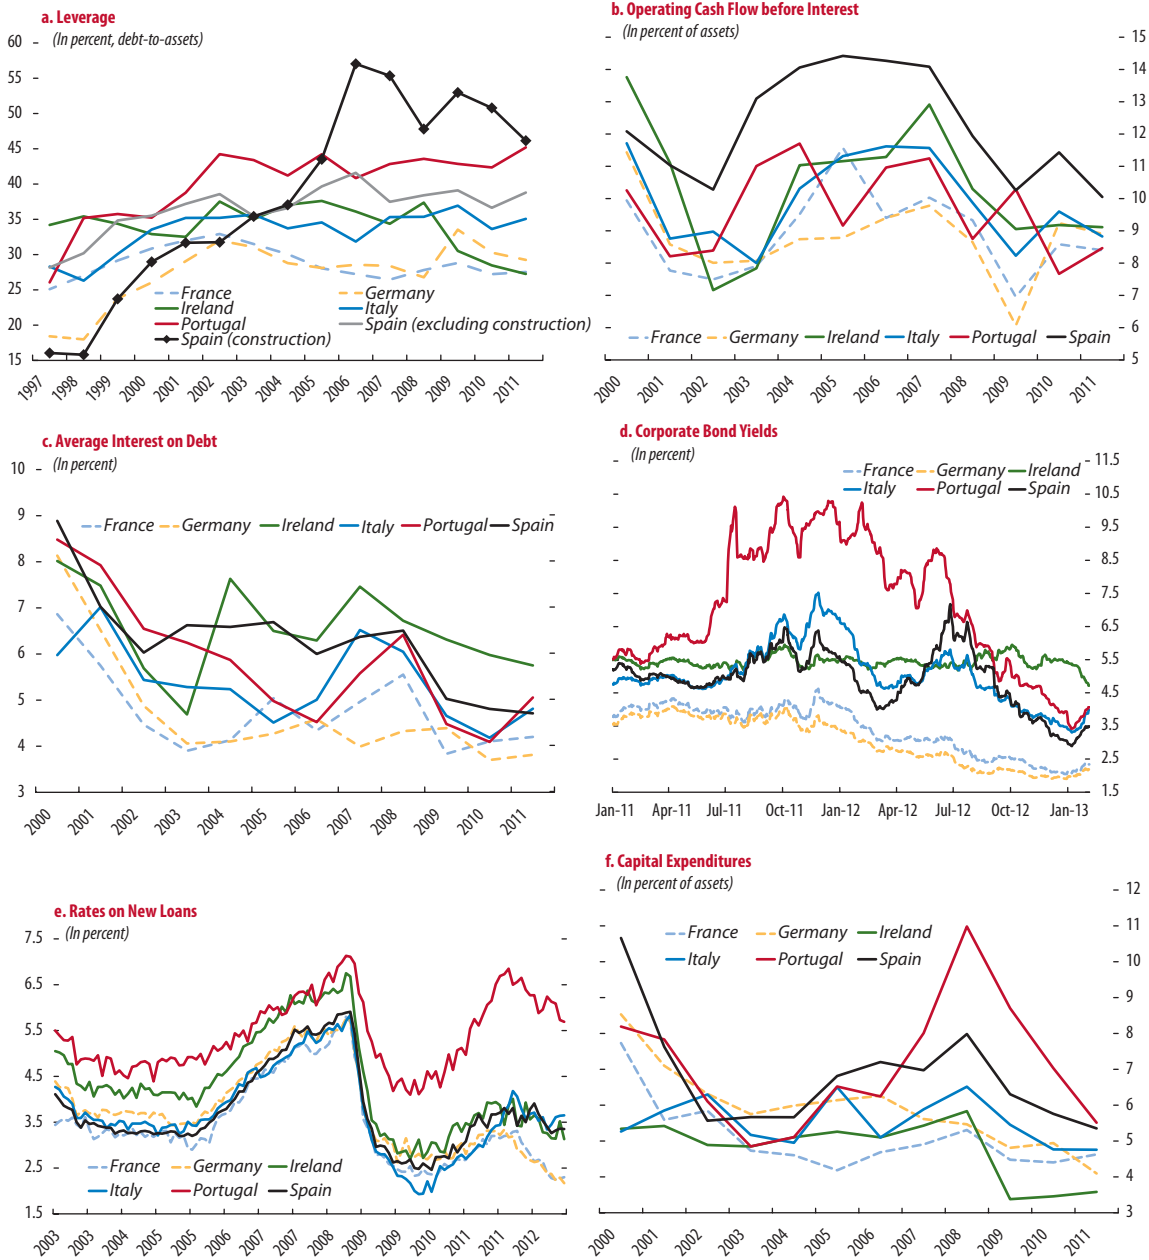 a. Leverage
(In percent, debt-to-assets)
60
55
50
45
40
35
30
25
20
15
France Germany
Ireland Italy
Portugal Spain (excluding construction)
Spain (construction)
1997 1998 1999 2000 2001 2002 2003 2004 2005 2006 2007 2008 2009 2010 2011
b. Operating Cash Flow before Interest
(In percent of assets)
15
14
13
12
11
10
9
8
7
6
5
France Germany Ireland Italy Portugal Spain
2000 2001 2002 2003 2004 2005 2006 2007 2008 2009 2010 2011
c. Average Interest on Debt
(In percent)
10
9
8
7
6
5
4
3
France Germany Ireland Italy Portugal Spain
2000 2001 2002 2003 2004 2005 2006 2007 2008 2009 2010 2011
d. Corporate Bond Yields
(In percent)
France Germany Ireland
Italy Portugal Spain
11.5
10.5
9.5
8.5
7.5
6.5
5.5
4.5
3.5
2.5
1.5
Jan-11 Apr-11 Jul-11 Oct-11 Jan-12 Apr-12 Jul-12 Oct-12 Jan-13
e. Rates on New Loans
(In percent)
7.5
6.5
5.5
4.5
3.5
2.5
1.5
France Germany Ireland
Italy Portugal Spain
2003 2003 2004 2005 2005 2006 2007 2007 2008 2009 2009 2010 2011 2011 2012
f. Capital Expenditures
(In percent of assets)
12
11
10
9
8
7
6
5
4
3
France Germany Ireland
Italy Portugal Spain
2000 2001 2002 2003 2004 2005 2006 2007 2008 2009 2010 2011